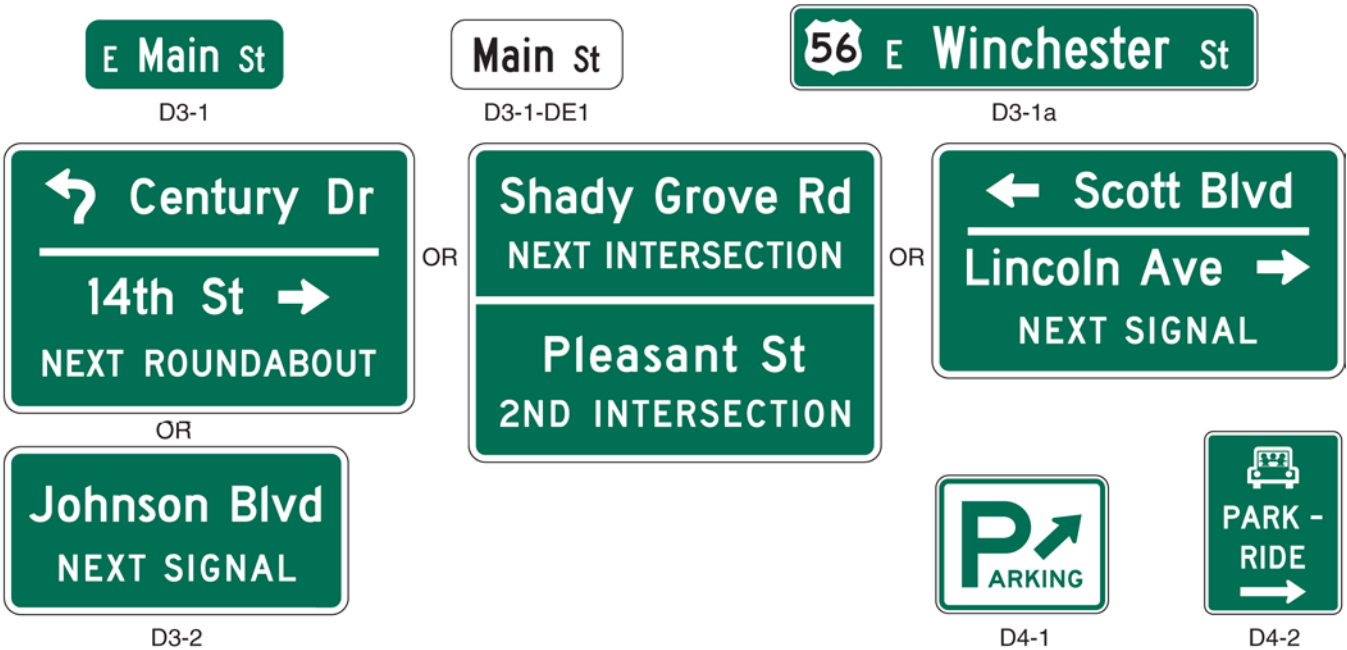 E Main St
D3-1
Main St
D3-1-DE1
56 E Winchester St
D3-1a
Century Dr
14th St
NEXT ROUNDABOUT
OR
Shady Grove Rd
NEXT INTERSECTION
Pleasant St
2ND INTERSECTION
OR
Scott Blvd
Lincoln Ave
NEXT SIGNAL
OR
Johnson Blvd
NEXT SIGNAL
D3-2
PARKING
D4-1
PARK -
RIDE
D4-2